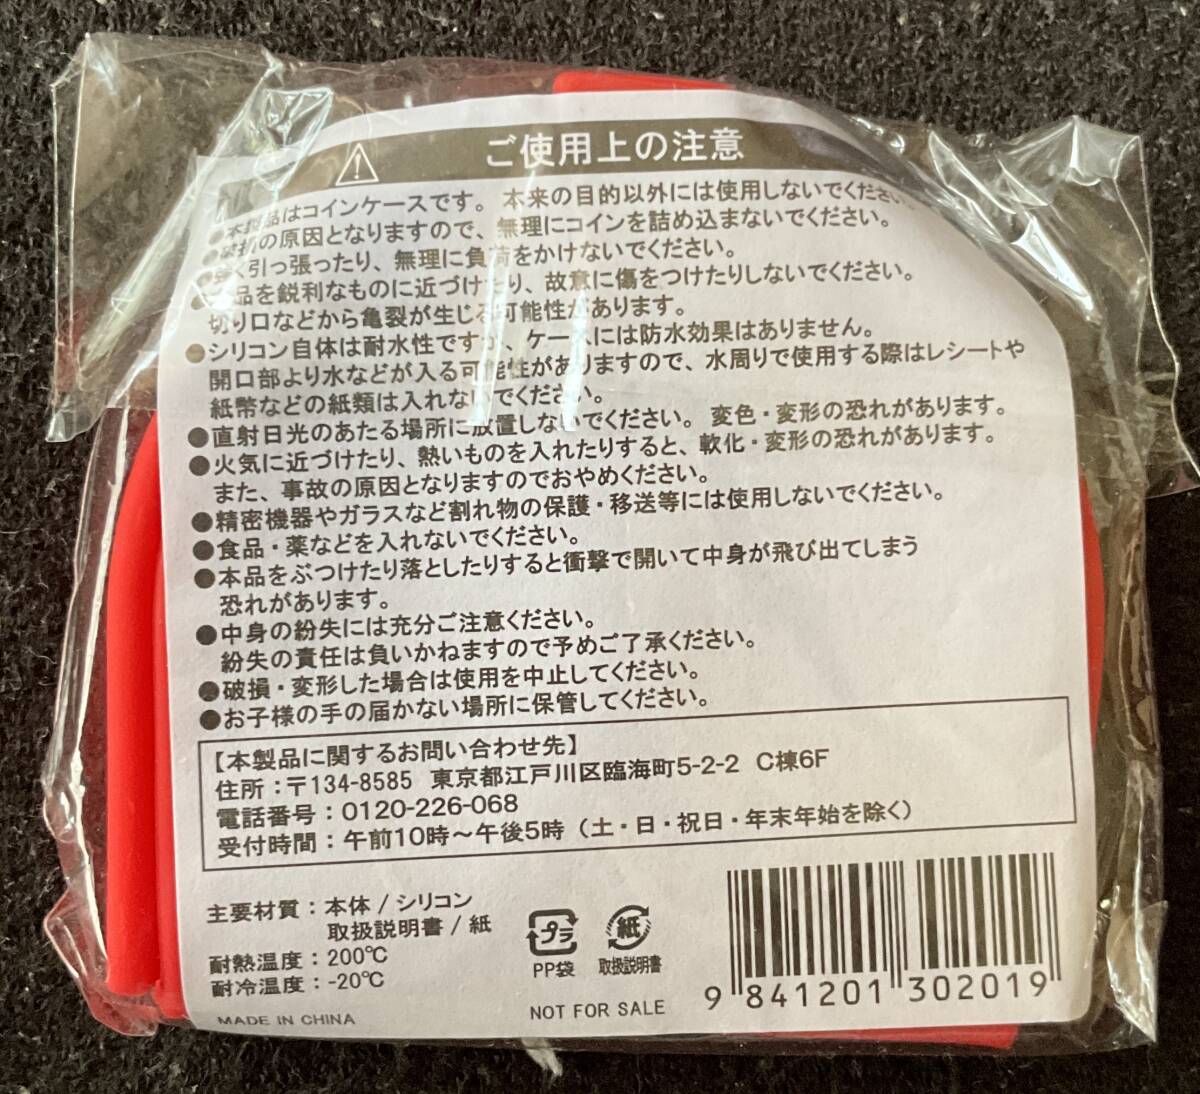 ご使用上の注意
●本製品はコインケースです。本来の目的以外には使用しないでくださ
●破損の原因となりますので、無理にコインを詰め込まないでください。
●強く引っ張ったり、無理に負荷をかけないでください。
●本品を鋭利なものに近づけたり、故意に傷をつけたりしないでください。
切り口などから亀裂が生じる可能性があります。
●シリコン自体は耐水性ですが、ケースには防水効果はありません。
開口部より水などが入る可能性がありますので、水周りで使用する際はレシートや
紙幣などの紙類は入れないでください。
●直射日光のあたる場所に放置しないでください。変色・変形の恐れがあります。
●火気に近づけたり、熱いものを入れたりすると、軟化・変形の恐れがあります。
また、事故の原因となりますのでおやめください。
●精密機器やガラスなど割れ物の保護・移送等には使用しないでください。
●食品・薬などを入れないでください。
●本品をぶつけたり落としたりすると衝撃で開いて中身が飛び出てしまう
恐れがあります。
●中身の紛失には充分ご注意ください。
紛失の責任は負いかねますので予めご了承ください。
●破損・変形した場合は使用を中止してください。
●お子様の手の届かない場所に保管してください。
【本製品に関するお問い合わせ先】
住所:〒134-8585 東京都江戸川区臨海町5-2-2 C棟6F
電話番号:0120-226-068
受付時間:午前10時～午後5時(土・日・祝日・年末年始を除く)
主要材質:本体/シリコン
取扱説明書/紙
耐熱温度:200℃
耐冷温度:-20℃
MADE IN CHINA
プラ
PP袋
紙
取扱説明書
NOT FOR SALE
9 841201 302019